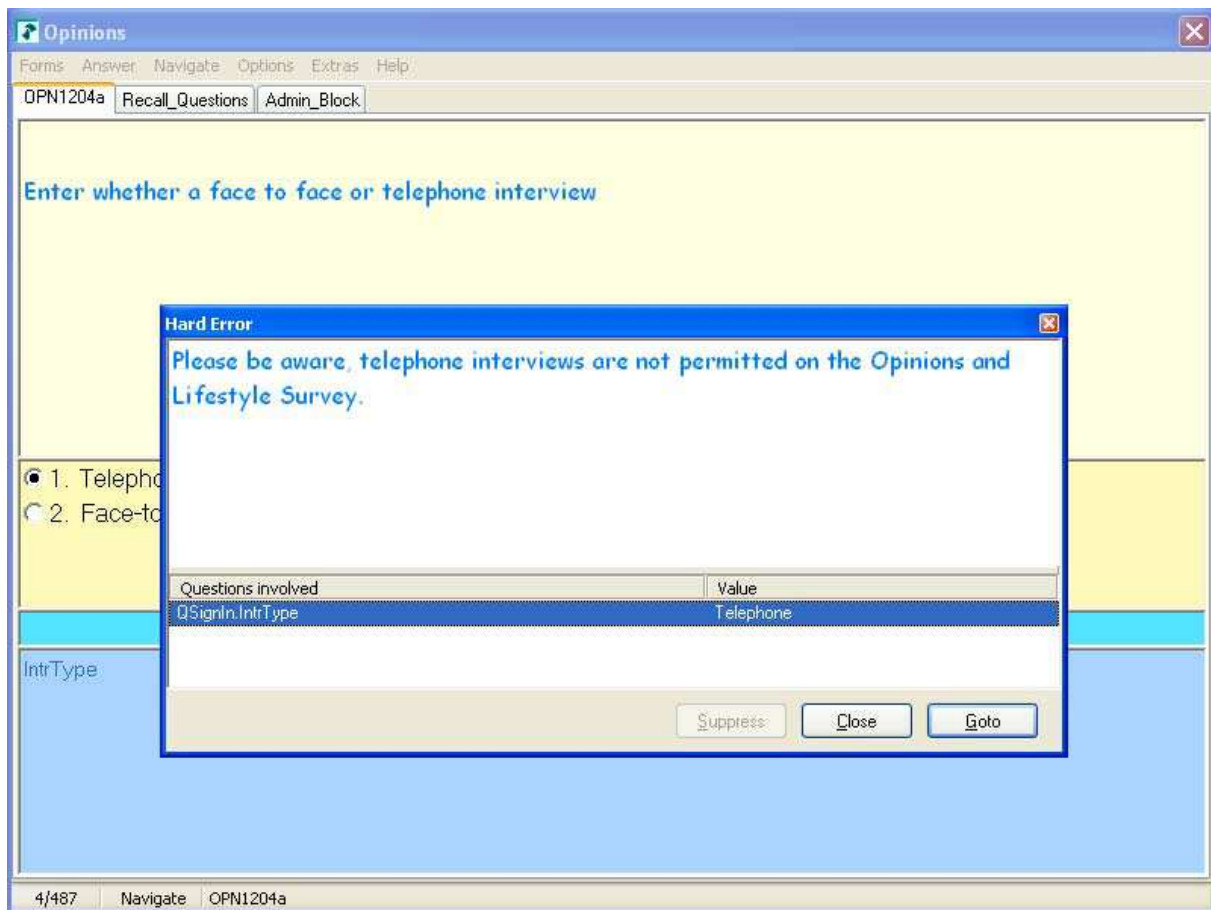 Opinions
Forms Answer Navigate Options Extras Help
OPN1204a Recall_Questions Admin_Block
Enter whether a face to face or telephone interview
Hard Error
Please be aware, telephone interviews are not permitted on the Opinions and
Lifestyle Survey.
1. Telepho
2. Face-to
Questions involved Value
QSignIn.IntrType Telephone
IntrType
Suppress Close Goto
4/487 Navigate OPN1204a